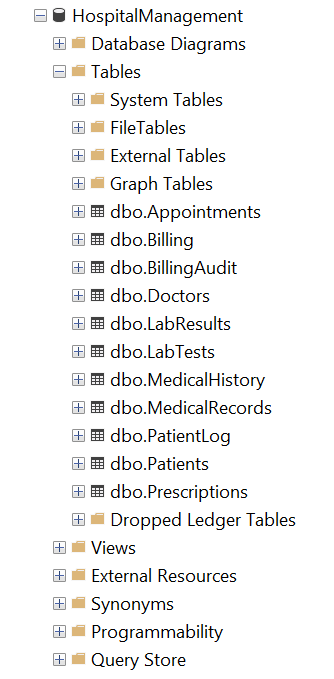 HospitalManagement
Database Diagrams
Tables
System Tables
FileTables
External Tables
Graph Tables
dbo.Appointments
dbo.Billing
dbo.BillingAudit
dbo.Doctors
dbo.LabResults
dbo.LabTests
dbo.MedicalHistory
dbo.MedicalRecords
dbo.PatientLog
dbo.Patients
dbo.Prescriptions
Dropped Ledger Tables
Views
External Resources
Synonyms
Programmability
Query Store